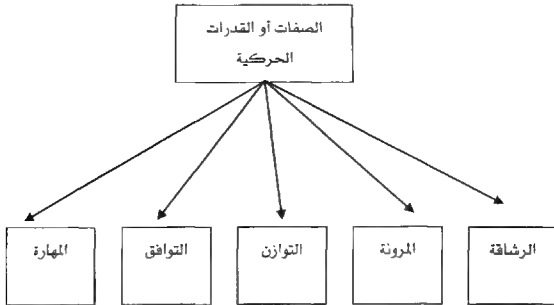 الصفات أو القدرات
الحركية
الرشاقة
المرونة
التوازن
التوافق
المهارة